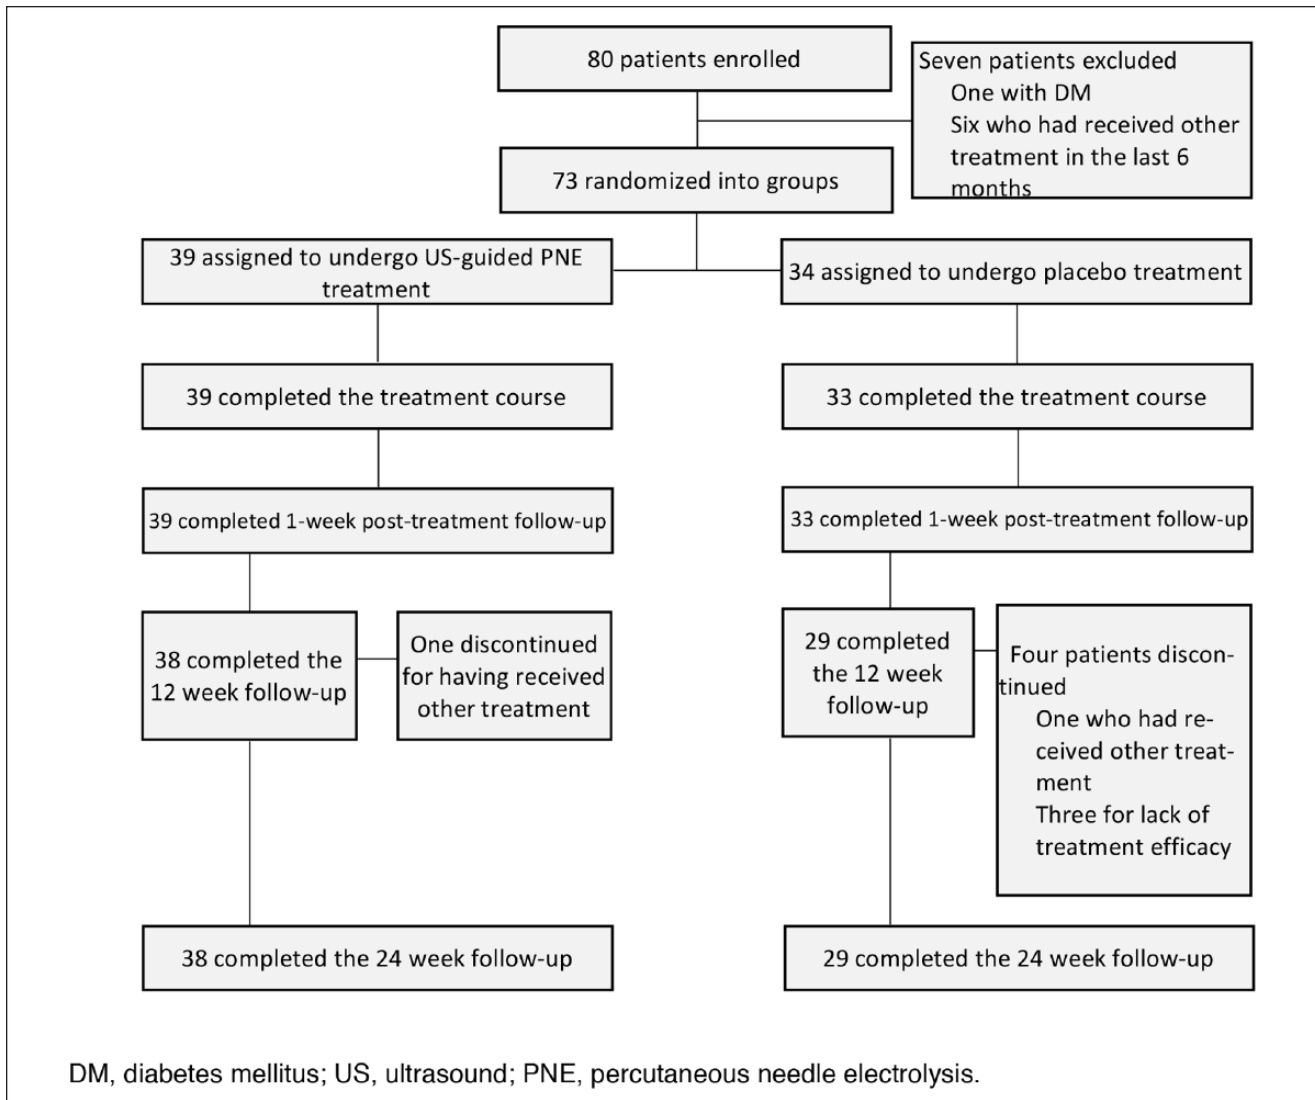 80 patients enrolled
Seven patients excluded
One with DM
Six who had received other
treatment in the last 6
months
73 randomized into groups
39 assigned to undergo US-guided PNE
treatment
34 assigned to undergo placebo treatment
39 completed the treatment course
33 completed the treatment course
39 completed 1-week post-treatment follow-up
33 completed 1-week post-treatment follow-up
38 completed the
12 week follow-up
One discontinued
for having received
other treatment
29 completed
the 12 week
follow-up
Four patients discon-
tinued
One who had re-
ceived other treat-
ment
Three for lack of
treatment efficacy
38 completed the 24 week follow-up
29 completed the 24 week follow-up
DM, diabetes mellitus; US, ultrasound; PNE, percutaneous needle electrolysis.